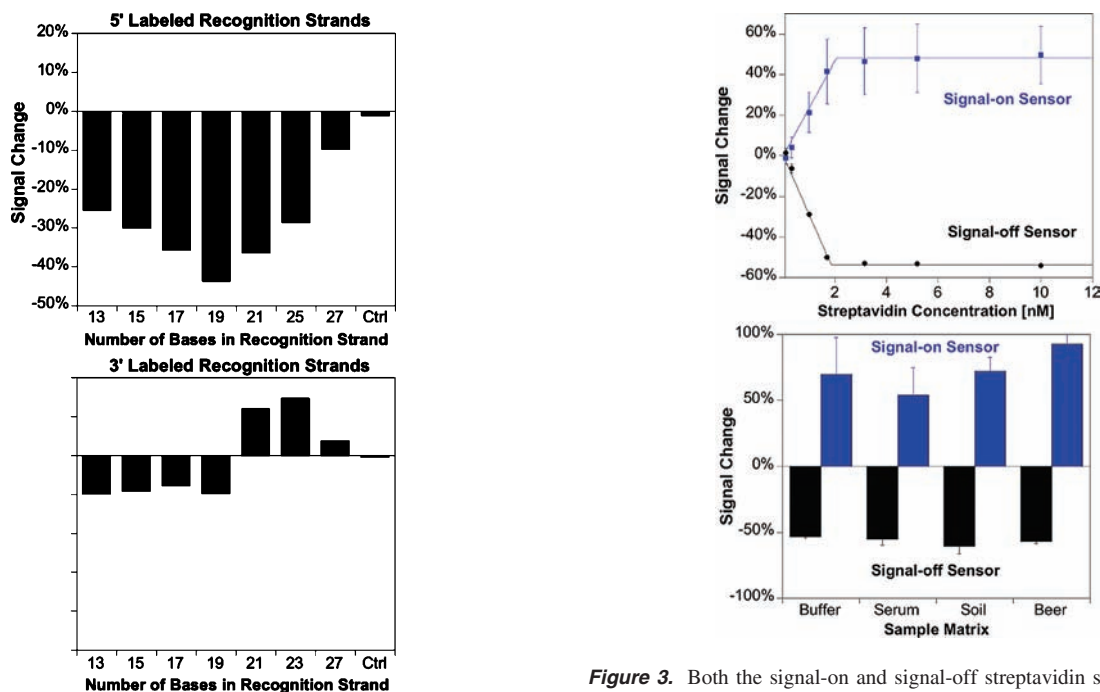 5' Labeled Recognition Strands
20%
10%
0%
-10%
-20%
-30%
-40%
-50%
Signal Change
13 15 17 19 21 25 27 Ctrl
Number of Bases in Recognition Strand
3' Labeled Recognition Strands
13 15 17 19 21 23 27 Ctrl
Number of Bases in Recognition Strand
60%
40%
20%
0%
-20%
-40%
-60%
Signal Change
Signal-on Sensor
Signal-off Sensor
0 2 4 6 8 10 12
Streptavidin Concentration [nM]
100%
50%
0%
-50%
-100%
Signal Change
Signal-on Sensor
Signal-off Sensor
Buffer Serum Soil Beer
Sample Matrix
Figure 3. Both the signal-on and signal-off streptavidin s